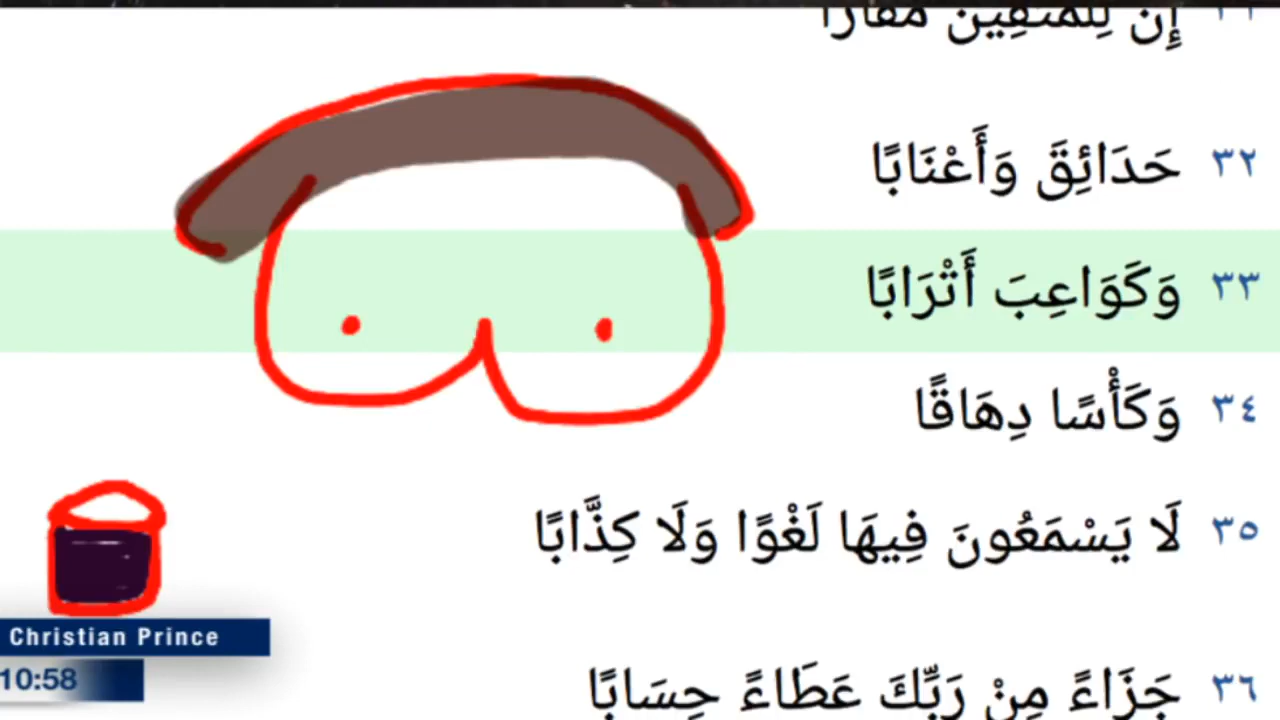 ٣١ إِنَّ لِلْمُتَّقِينَ مَفَازًا
٣٢ حَدَائِقَ وَأَعْنَابًا
٣٣ وَكَوَاعِبَ أَتْرَابًا
٣٤ وَكَأْسًا دِهَاقًا
٣٥ لَا يَسْمَعُونَ فِيهَا لَغْوًا وَلَا كِذَّابًا
Christian Prince
10:58
٣٦ جَزَاءً مِنْ رَبِّكَ عَطَاءً حِسَابًا